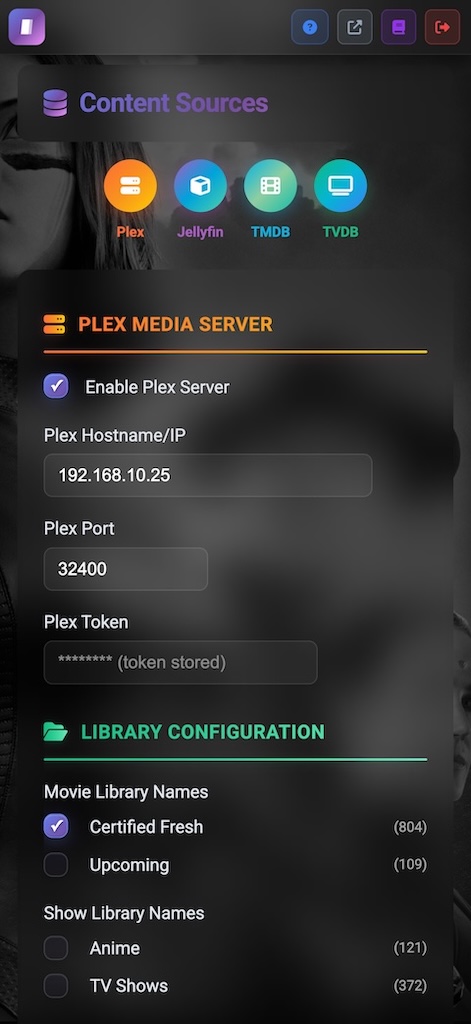 Content Sources
Plex Jellyfin TMDB TVDB
PLEX MEDIA SERVER
Enable Plex Server
Plex Hostname/IP
192.168.10.25
Plex Port
32400
Plex Token
******** (token stored)
LIBRARY CONFIGURATION
Movie Library Names
Certified Fresh (804)
Upcoming (109)
Show Library Names
Anime (121)
TV Shows (372)